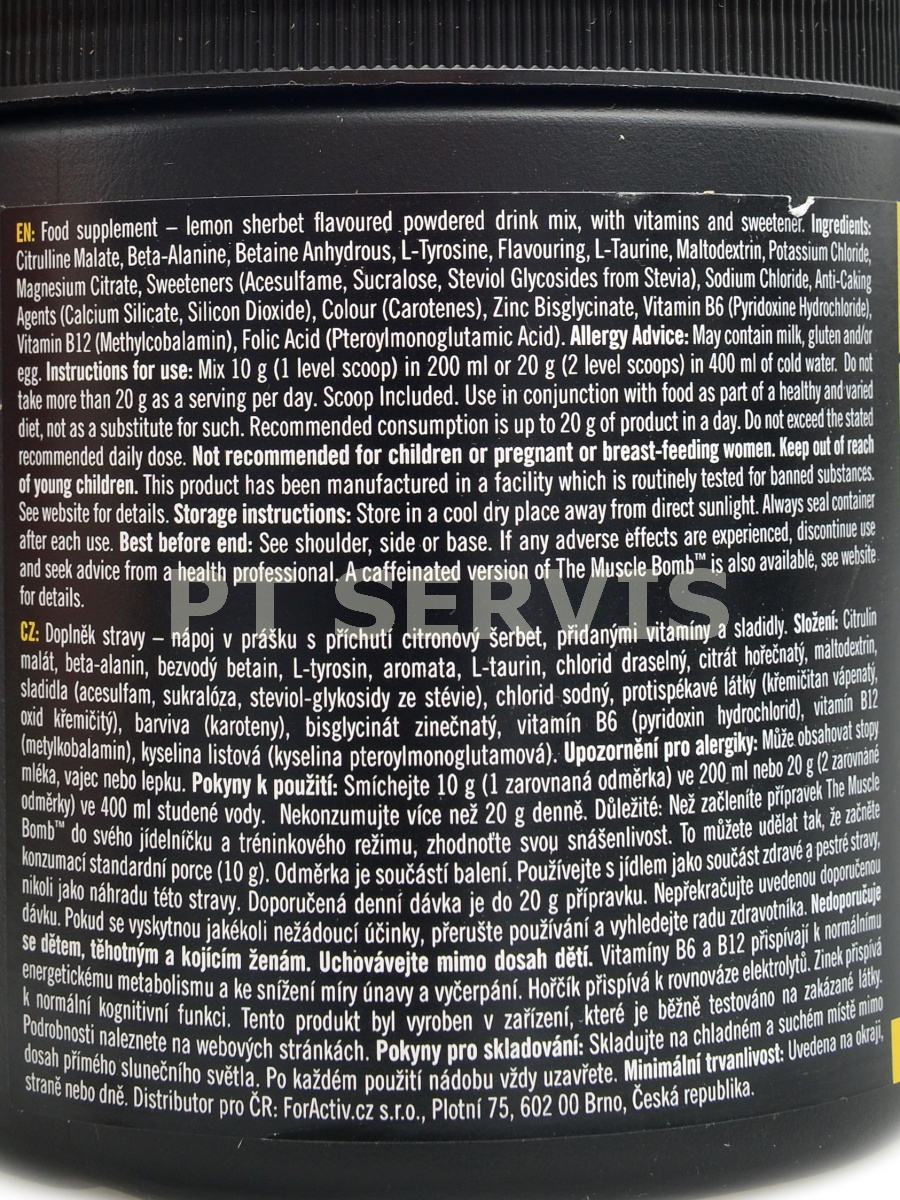 EN: Food supplement – lemon sherbet flavoured powdered drink mix, with vitamins and sweetener. Ingredients:
Citrulline Malate, Beta-Alanine, Betaine Anhydrous, L-Tyrosine, Flavouring, L-Taurine, Maltodextrin, Potassium Chloride,
Magnesium Citrate, Sweeteners (Acesulfame, Sucralose, Steviol Glycosides from Stevia), Sodium Chloride, Anti-Caking
Agents (Calcium Silicate, Silicon Dioxide), Colour (Carotenes), Zinc Bisglycinate, Vitamin B6 (Pyridoxine Hydrochloride),
Vitamin B12 (Methylcobalamin), Folic Acid (Pteroylmonoglutamic Acid). Allergy Advice: May contain milk, gluten and/or
egg. Instructions for use: Mix 10 g (1 level scoop) in 200 ml or 20 g (2 level scoops) in 400 ml of cold water. Do not
take more than 20 g as a serving per day. Scoop Included. Use in conjunction with food as part of a healthy and varied
diet, not as a substitute for such. Recommended consumption is up to 20 g of product in a day. Do not exceed the stated
recommended daily dose. Not recommended for children or pregnant or breast-feeding women. Keep out of reach
of young children. This product has been manufactured in a facility which is routinely tested for banned substances.
See website for details. Storage instructions: Store in a cool dry place away from direct sunlight. Always seal container
after each use. Best before end: See shoulder, side or base. If any adverse effects are experienced, discontinue use
and seek advice from a health professional. A caffeinated version of The Muscle Bomb™ is also available, see website
for details.
PT SERVIS
CZ: Doplněk stravy – nápoj v prášku s příchutí citronový šerbet, přidanými vitamíny a sladidly. Složení: Citrulin
malát, beta-alanin, bezvodý betain, L-tyrosin, aromata, L-taurin, chlorid draselný, citrát hořečnatý, maltodextrin,
sladidla (acesulfam, sukralóza, steviol-glykosidy ze stévie), chlorid sodný, protispékavé látky (křemičitan vápenatý,
oxid křemičitý), barviva (karoteny), bisglycinát zinečnatý, vitamín B6 (pyridoxin hydrochlorid), vitamín B12
(metylkobalamin), kyselina listová (kyselina pteroylmonoglutamová). Upozornění pro alergiky: Může obsahovat stopy
mléka, vajec nebo lepku. Pokyny k použití: Smíchejte 10 g (1 zarovnaná odměrka) ve 200 ml nebo 20 g (2 zarovnané
odměrky) ve 400 ml studené vody. Nekonzumujte více než 20 g denně. Důležité: Než začleníte přípravek The Muscle
Bomb™ do svého jídelníčku a tréninkového režimu, zhodnoťte svou snášenlivost. To můžete udělat tak, že začněte
konzumací standardní porce (10 g). Odměrka je součástí balení. Používejte s jídlem jako součást zdravé a pestré stravy,
nikoli jako náhradu této stravy. Doporučená denní dávka je do 20 g přípravku. Nepřekračujte uvedenou doporučenou
dávku. Pokud se vyskytnou jakékoli nežádoucí účinky, přerušte používání a vyhledejte radu zdravotníka. Nedoporučuje
se dětem, těhotným a kojícím ženám. Uchovávejte mimo dosah dětí. Vitamíny B6 a B12 přispívají k normálnímu
energetickému metabolismu a ke snížení míry únavy a vyčerpání. Hořčík přispívá k rovnováze elektrolytů. Zinek přispívá
k normální kognitivní funkci. Tento produkt byl vyroben v zařízení, které je běžně testováno na zakázané látky.
Podrobnosti naleznete na webových stránkách. Pokyny pro skladování: Skladujte na chladném a suchém místě mimo
dosah přímého slunečního světla. Po každém použití nádobu vždy uzavřete. Minimální trvanlivost: Uvedena na okraji,
straně nebo dně. Distributor pro ČR: ForActiv.cz s.r.o., Plotní 75, 602 00 Brno, Česká republika.